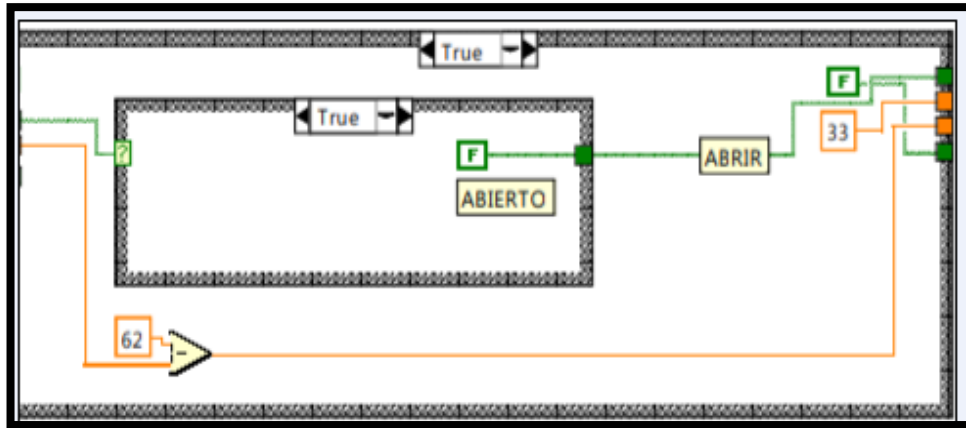 True
True
F
F
33
ABRIR
ABIERTO
?
62
-